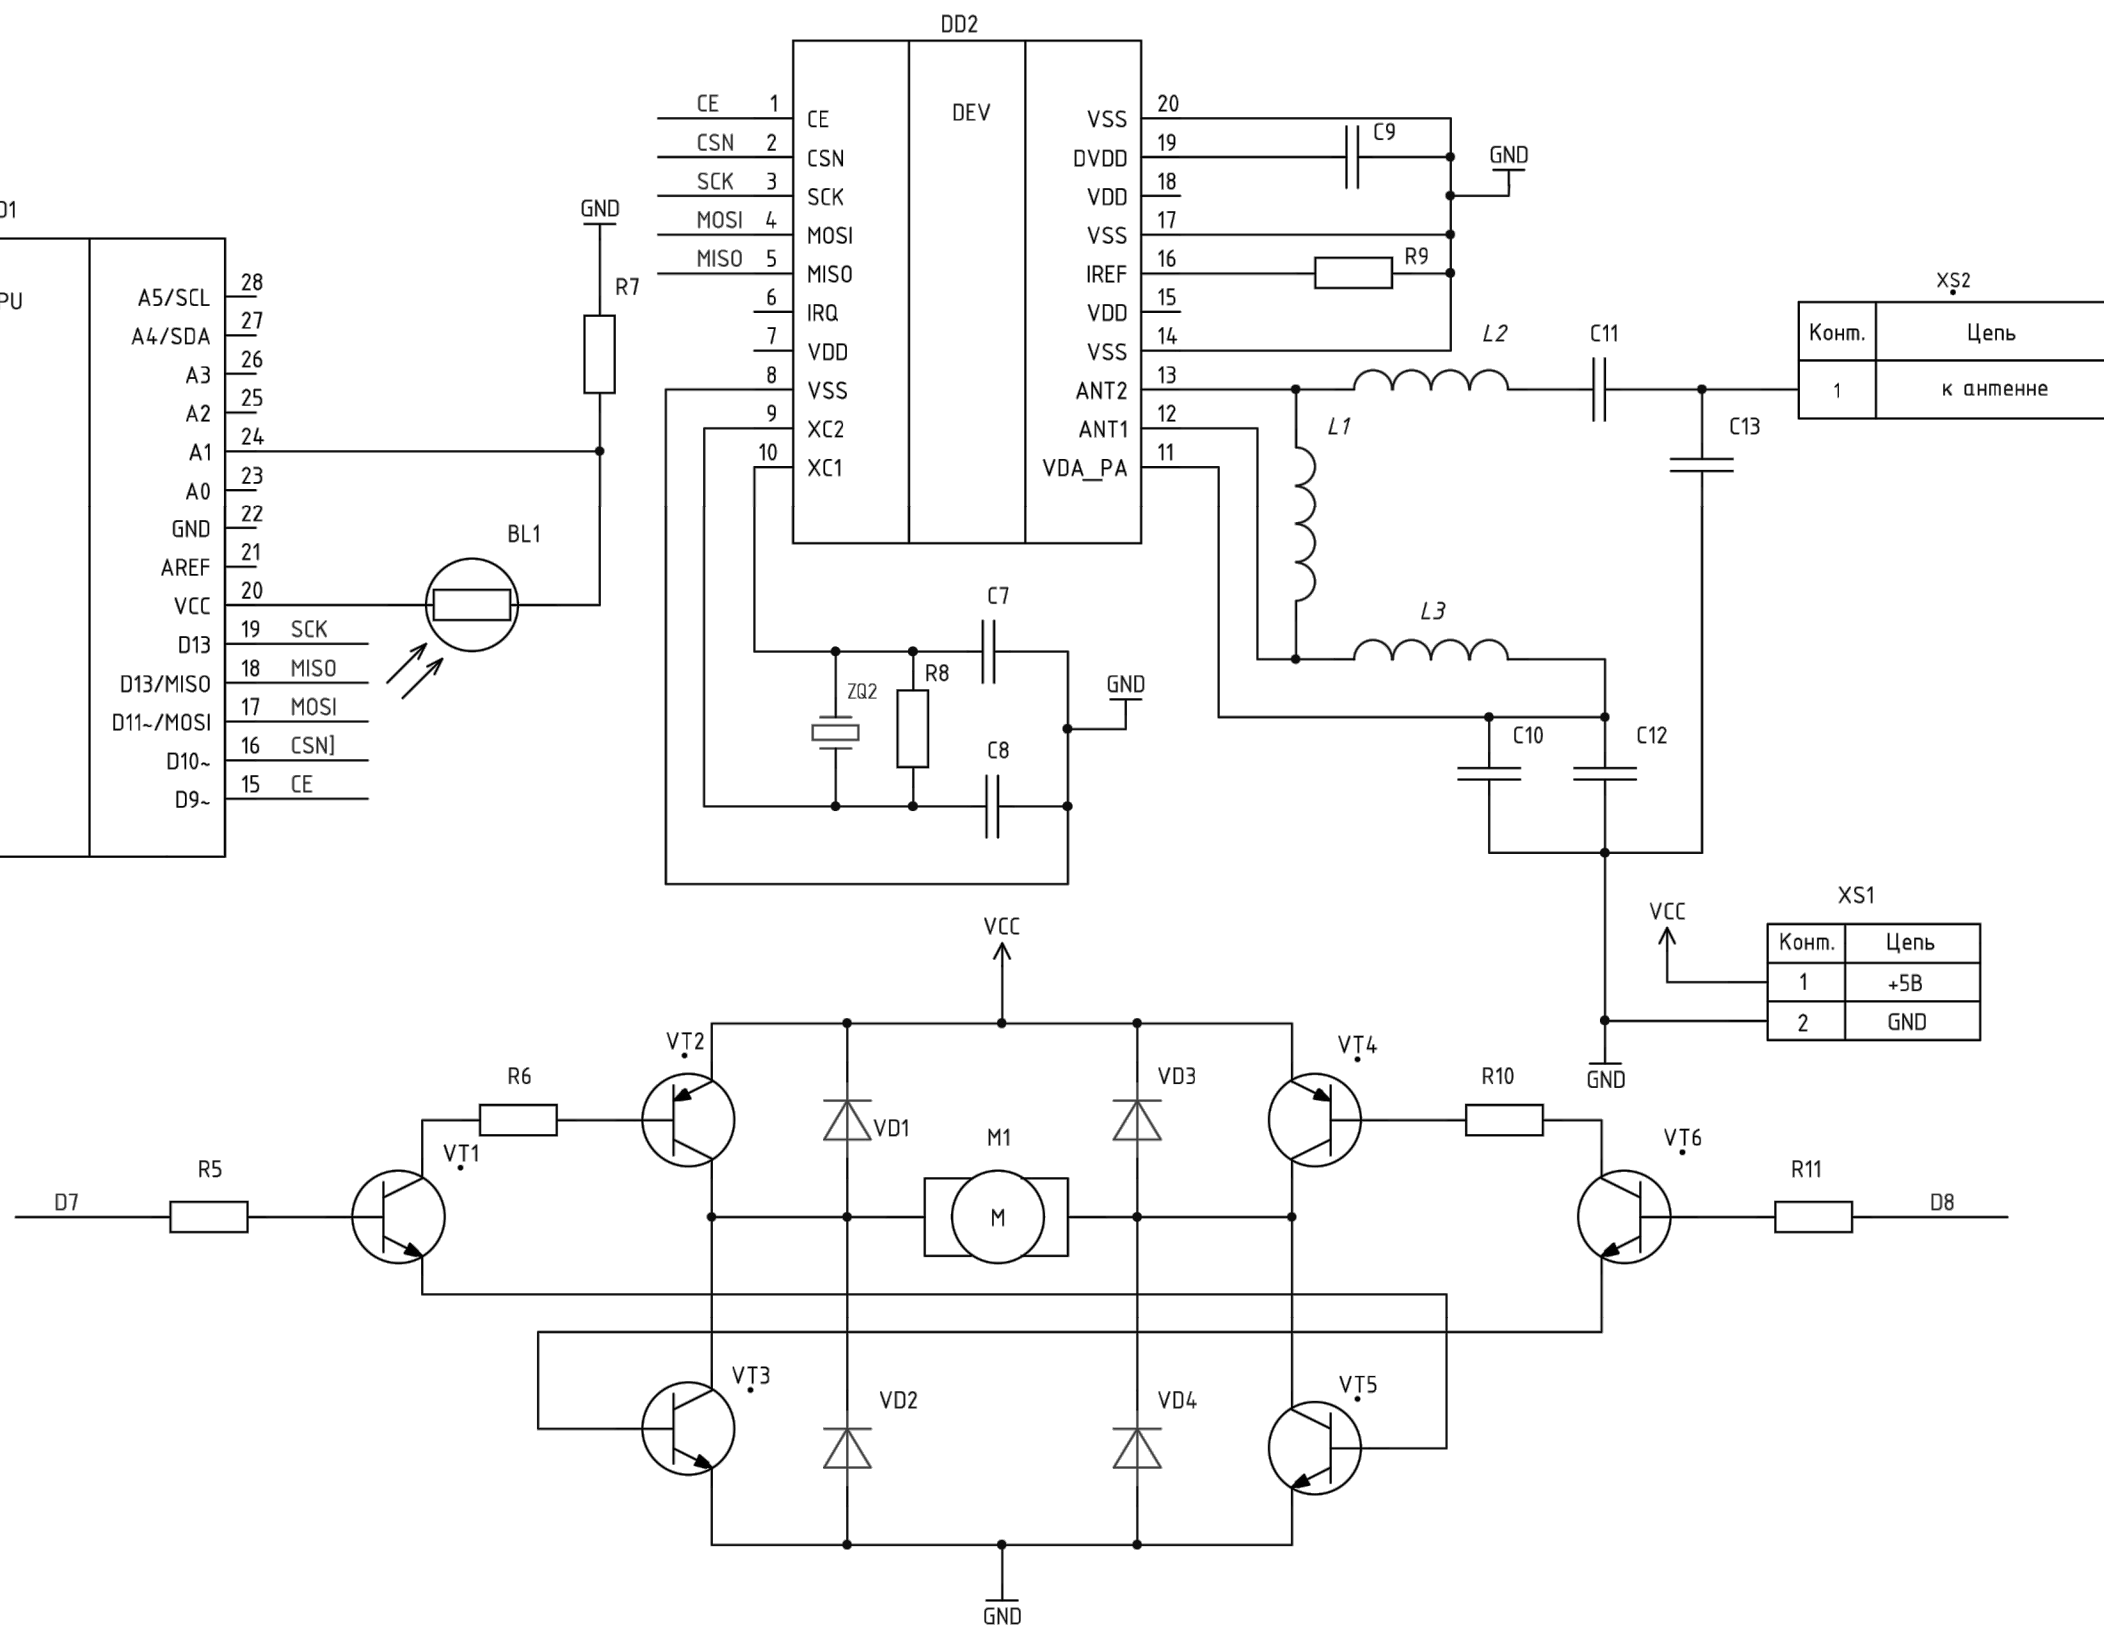 DD2
DEV
CE 1 CE
CSN 2 CSN
SCK 3 SCK
MOSI 4 MOSI
MISO 5 MISO
6 IRQ
7 VDD
8 VSS
9 XC2
10 XC1
VSS 20
DVDD 19
VDD 18
VSS 17
IREF 16
VDD 15
VSS 14
ANT2 13
ANT1 12
VDA_PA 11
C9
GND
R9
L2
C11
XS2
Конт. Цепь
1 к антенне
L1
C13
L3
C10
C12
D1
PU
A5/SCL 28
A4/SDA 27
A3 26
A2 25
A1 24
A0 23
GND 22
AREF 21
VCC 20
D13 19 SCK
D13/MISO 18 MISO
D11~/MOSI 17 MOSI
D10~ 16 CSN]
D9~ 15 CE
GND
R7
BL1
C7
ZQ2
R8
GND
C8
XS1
VCC
Конт. Цепь
1 +5В
2 GND
GND
VCC
VT2
VT4
R6
VD3
R10
VD1
M1
VT1
VT6
R5
R11
D7
M
D8
VT3
VD2
VD4
VT5
GND